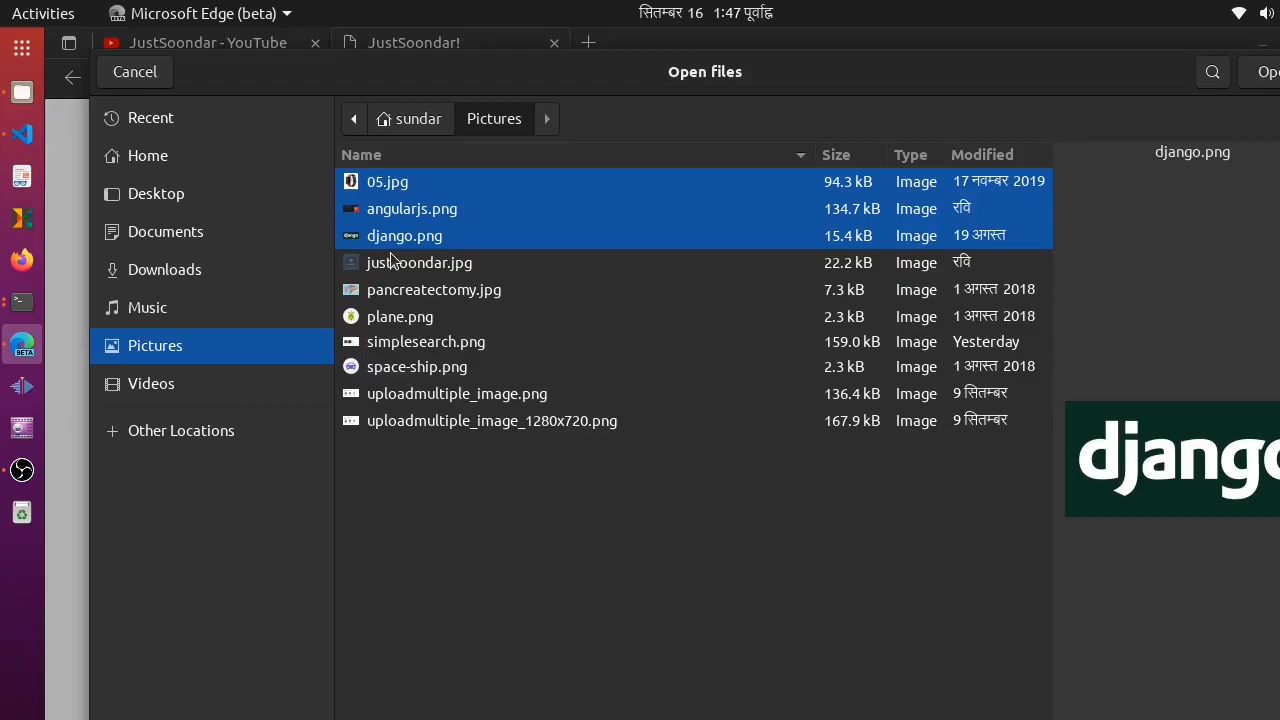 Activities Microsoft Edge (beta) सितम्बर 16 1:47 पूर्वाह्न
JustSoondar - YouTube JustSoondar!
Cancel Open files Ope
Recent
Home
Desktop
Documents
Downloads
Music
Pictures
Videos
Other Locations
sundar Pictures
Name Size Type Modified
05.jpg 94.3 kB Image 17 नवम्बर 2019
angularjs.png 134.7 kB Image रवि
django.png 15.4 kB Image 19 अगस्त
justsoondar.jpg 22.2 kB Image रवि
pancreatectomy.jpg 7.3 kB Image 1 अगस्त 2018
plane.png 2.3 kB Image 1 अगस्त 2018
simplesearch.png 159.0 kB Image Yesterday
space-ship.png 2.3 kB Image 1 अगस्त 2018
uploadmultiple_image.png 136.4 kB Image 9 सितम्बर
uploadmultiple_image_1280x720.png 167.9 kB Image 9 सितम्बर
django.png
django
BETA